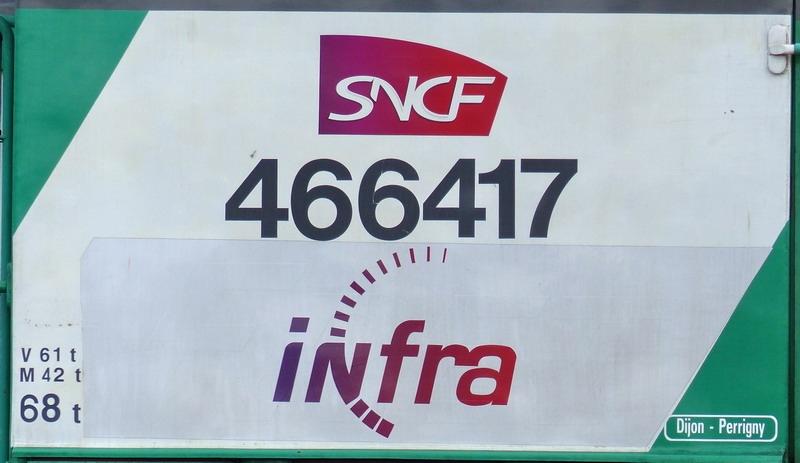 SNCF
466417
infra
V 61 t
M 42 t
68 t
Dijon - Perrigny